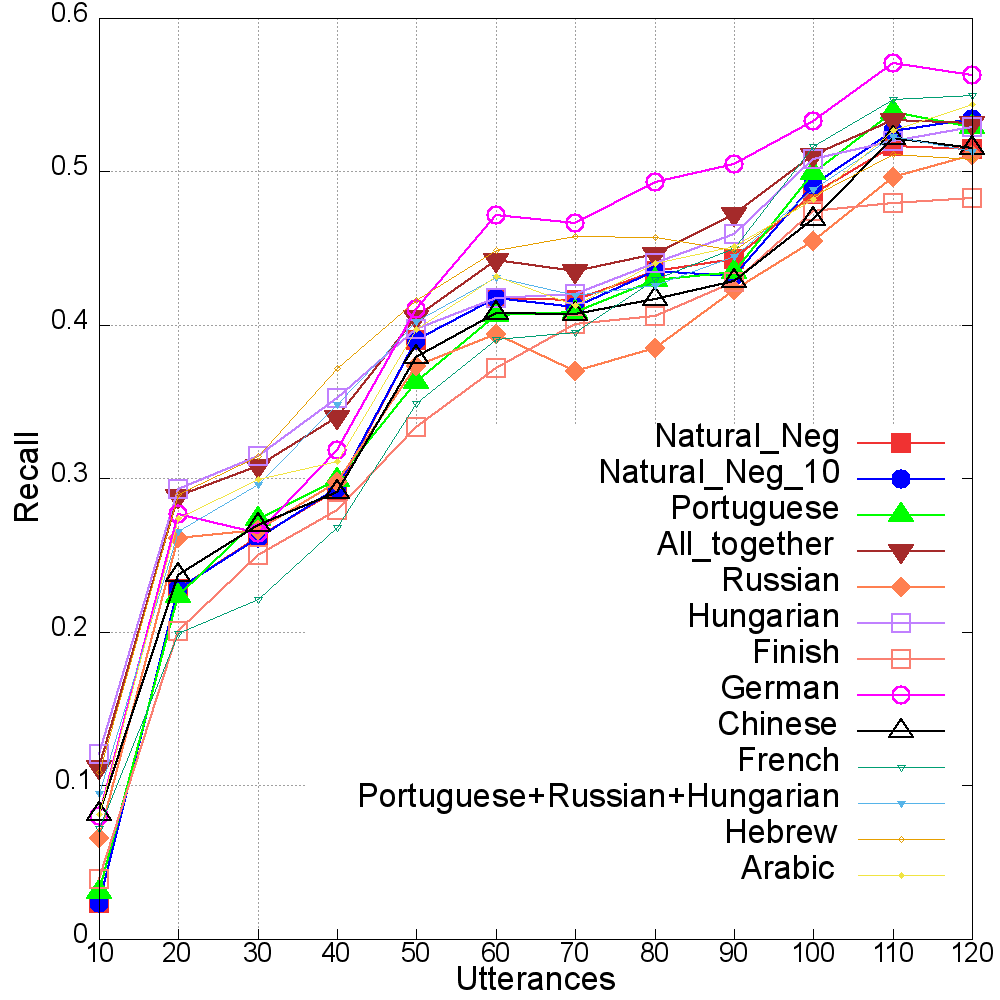 0.6
0.5
0.4
0.3
0.2
0.1
0
Recall
Natural_Neg
Natural_Neg_10
Portuguese
All_together
Russian
Hungarian
Finish
German
Chinese
French
Portuguese+Russian+Hungarian
Hebrew
Arabic
10 20 30 40 50 60 70 80 90 100 110 120
Utterances